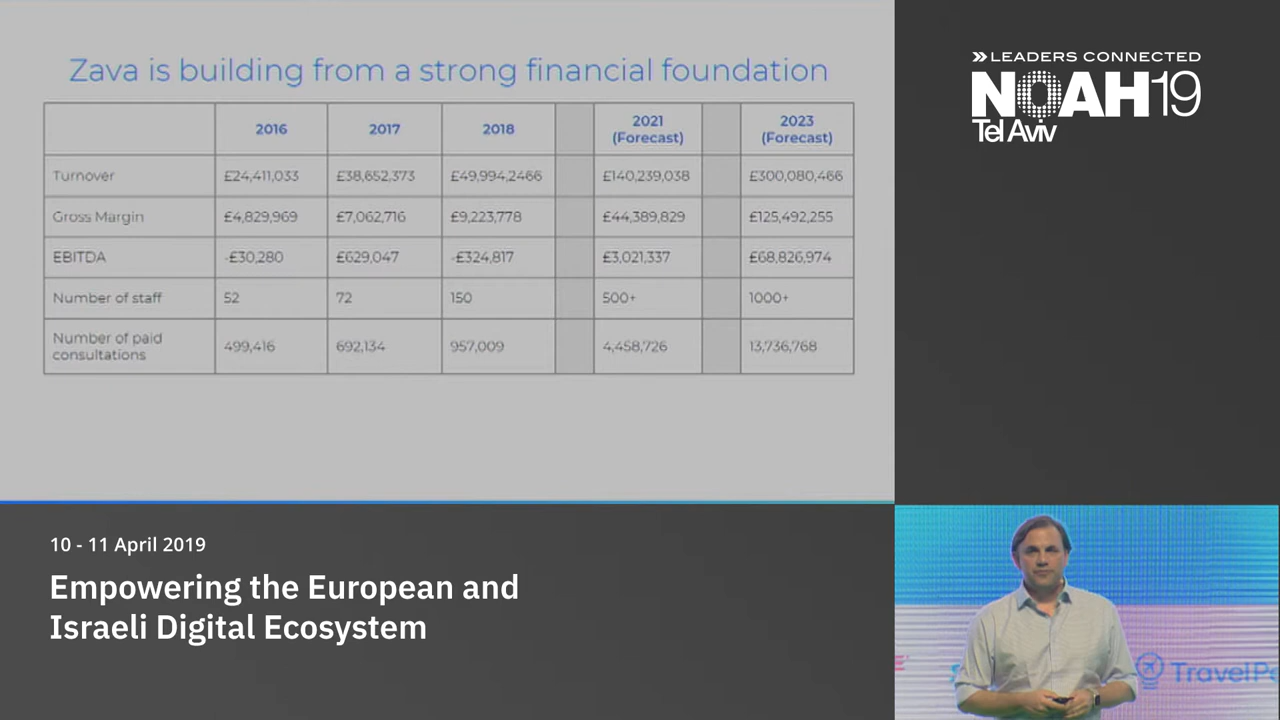 Zava is building from a strong financial foundation
2016 2017 2018 2021 (Forecast) 2023 (Forecast)
Turnover £24,411,033 £38,652,373 £49,994,2466 £140,239,038 £300,080,466
Gross Margin £4,829,969 £7,062,716 £9,223,778 £44,389,829 £125,492,255
EBITDA -£30,280 £629,047 -£324,817 £3,021,337 £68,826,974
Number of staff 52 72 150 500+ 1000+
Number of paid consultations 499,416 692,134 957,009 4,458,726 13,736,768
LEADERS CONNECTED
NOAH19
Tel Aviv
10 - 11 April 2019
Empowering the European and
Israeli Digital Ecosystem
TravelPe